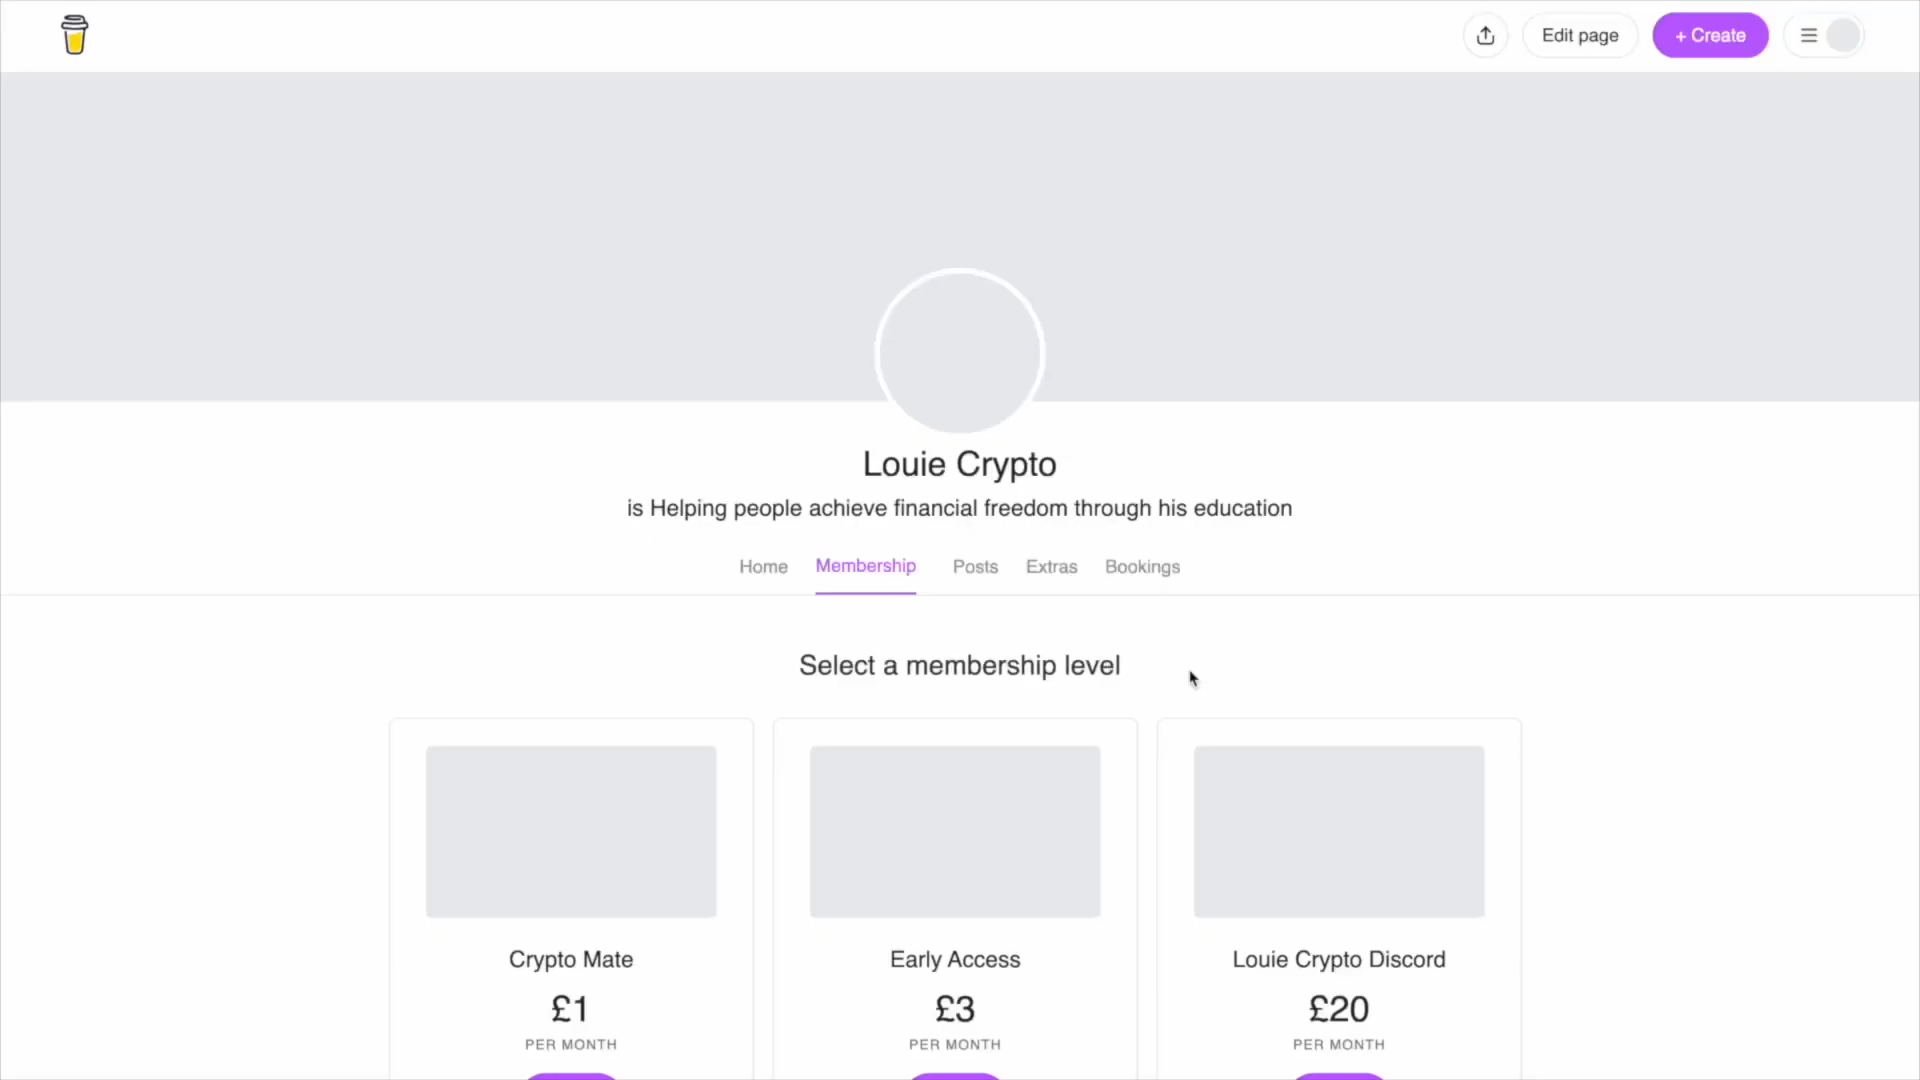 Edit page
+ Create
Louie Crypto
is Helping people achieve financial freedom through his education
Home Membership Posts Extras Bookings
Select a membership level
Crypto Mate
£1
PER MONTH
Early Access
£3
PER MONTH
Louie Crypto Discord
£20
PER MONTH